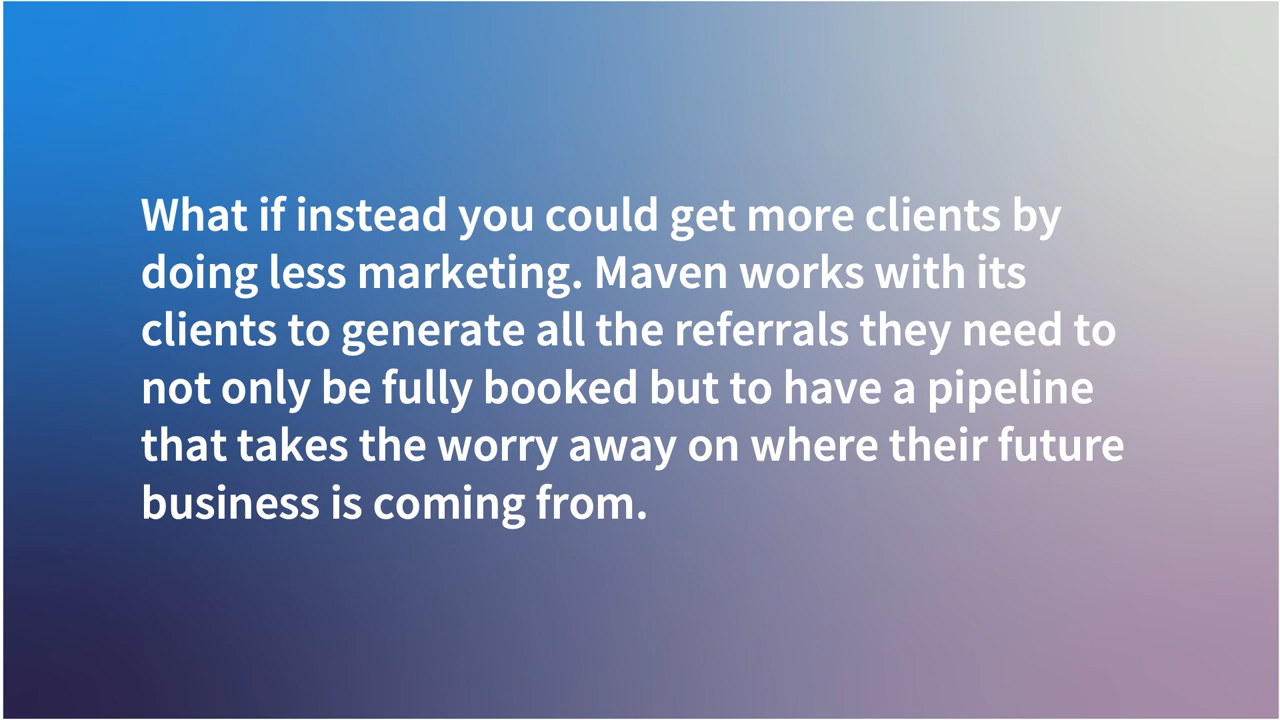 What if instead you could get more clients by
doing less marketing. Maven works with its
clients to generate all the referrals they need to
not only be fully booked but to have a pipeline
that takes the worry away on where their future
business is coming from.